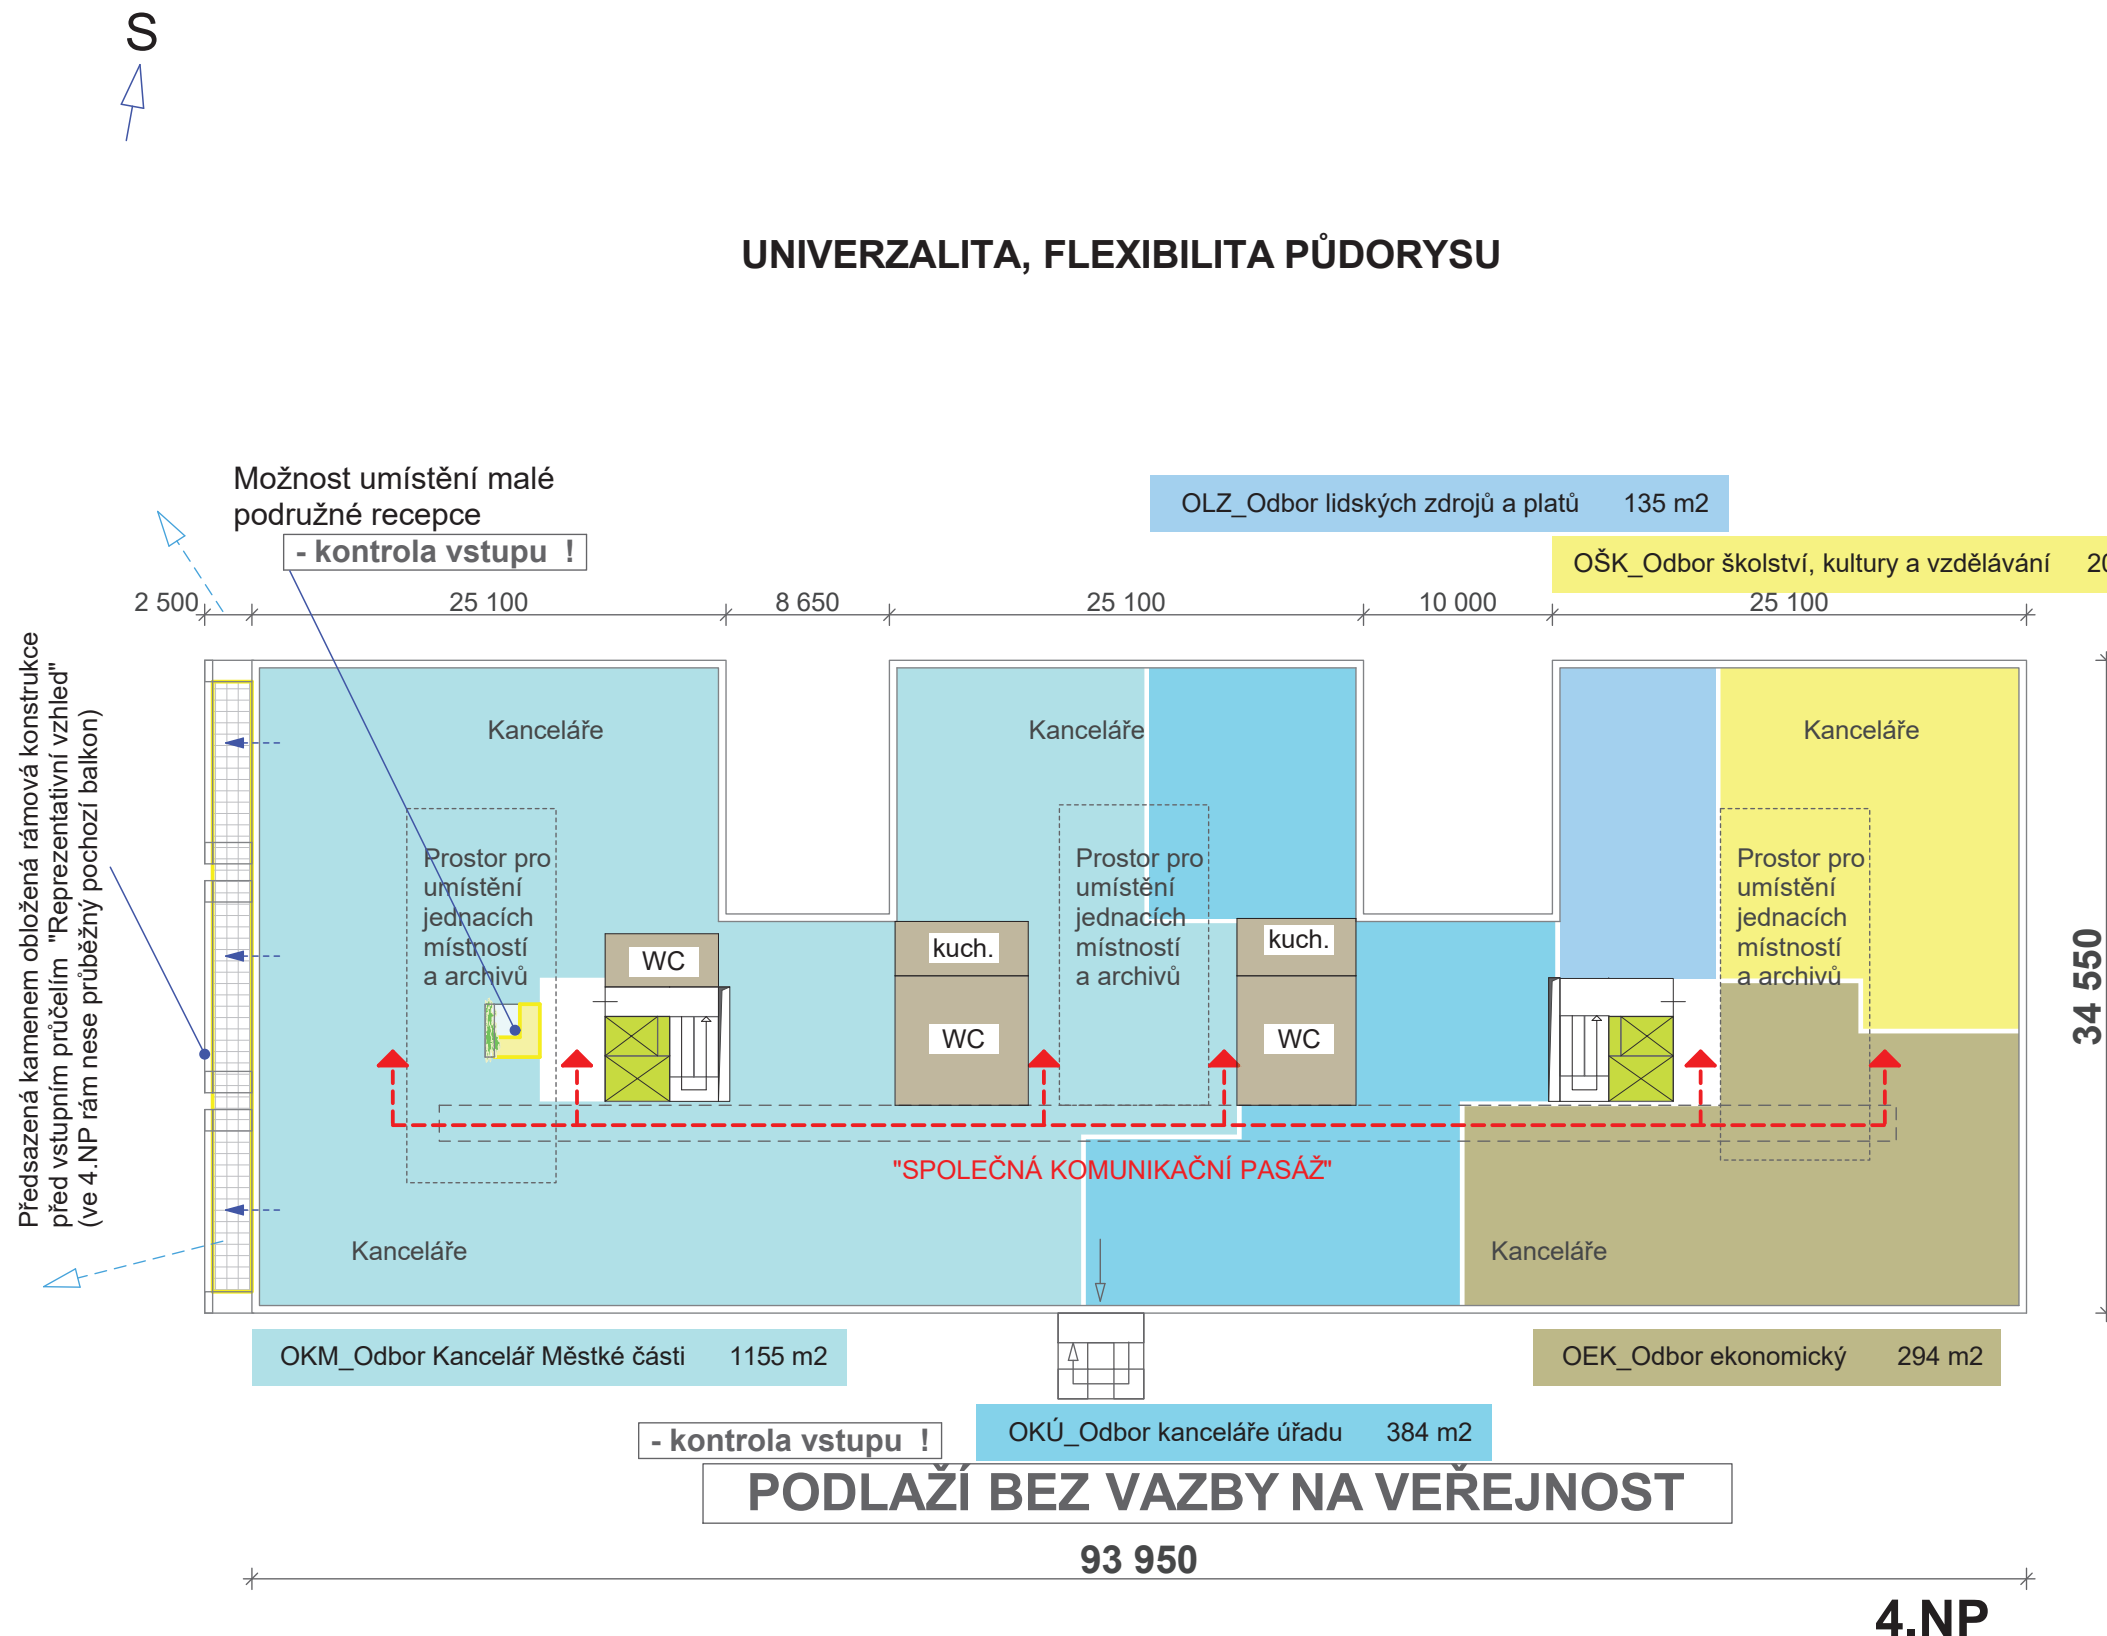 S
UNIVERZALITA, FLEXIBILITA PŮDORYSU
Možnost umístění malé
podružné recepce
- kontrola vstupu !
OLZ_Odbor lidských zdrojů a platů 135 m2
OŠK_Odbor školství, kultury a vzdělávání 20
2 500
25 100
8 650
25 100
10 000
25 100
Předsazená kamenem obložená rámová konstrukce
před vstupním průčelím "Reprezentativní vzhled"
(ve 4.NP rám nese průběžný pochozí balkon)
Kanceláře
Kanceláře
Kanceláře
Prostor pro
umístění
jednacích
místností
a archivů
Prostor pro
umístění
jednacích
místností
a archivů
Prostor pro
umístění
jednacích
místností
a archivů
WC
kuch.
WC
kuch.
WC
34 550
"SPOLEČNÁ KOMUNIKAČNÍ PASÁŽ"
Kanceláře
Kanceláře
OKM_Odbor Kancelář Městké části 1155 m2
OEK_Odbor ekonomický 294 m2
- kontrola vstupu !
OKÚ_Odbor kanceláře úřadu 384 m2
PODLAŽÍ BEZ VAZBY NA VEŘEJNOST
93 950
4.NP